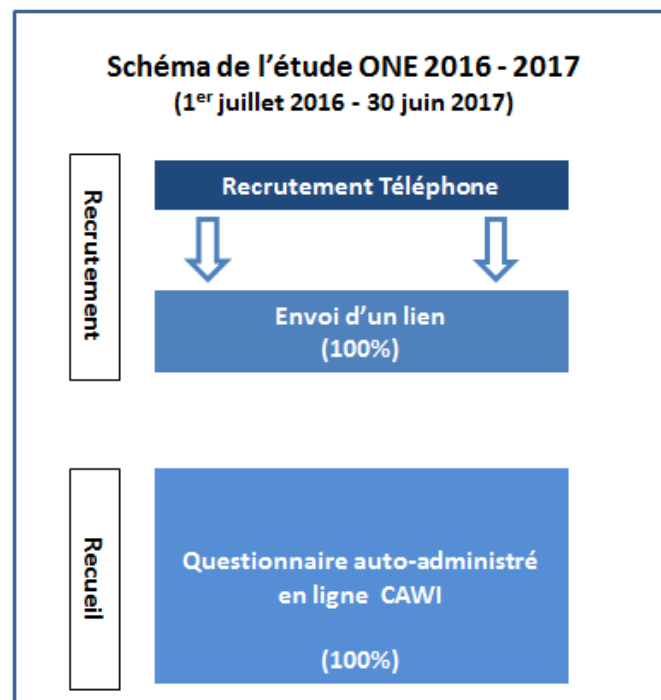 Schéma de l'étude ONE 2016 - 2017
(1er juillet 2016 - 30 juin 2017)
Recrutement
Recrutement Téléphone
Envoi d'un lien
(100%)
Recueil
Questionnaire auto-administré
en ligne CAWI
(100%)